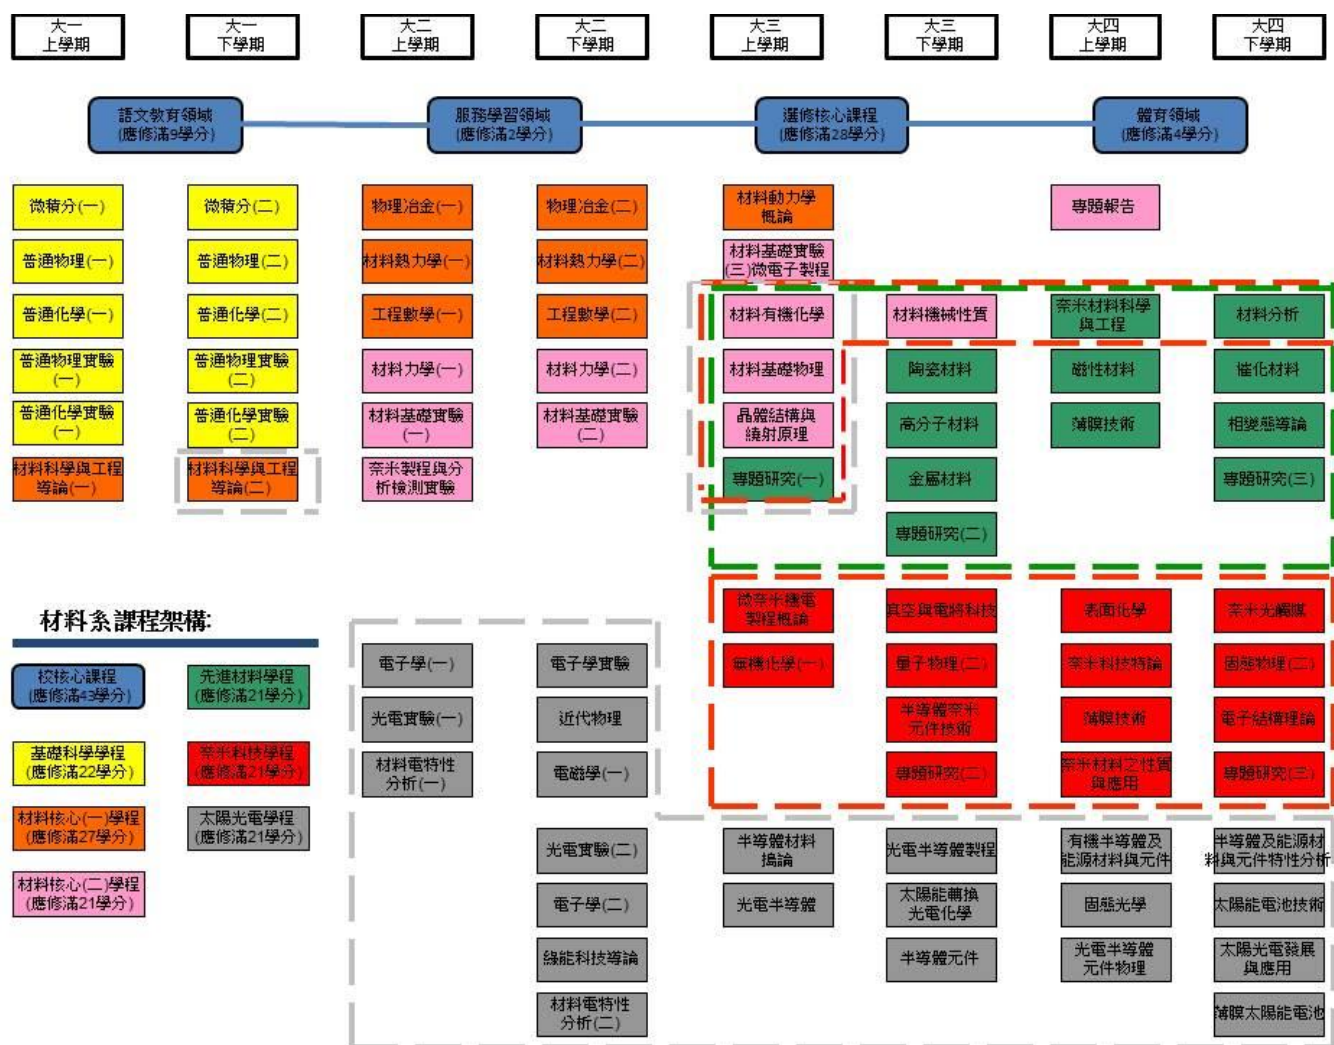 大一
上學期
大一
下學期
大二
上學期
大二
下學期
大三
上學期
大三
下學期
大四
上學期
大四
下學期
語文教育領域
(應修滿9學分)
服務學習領域
(應修滿2學分)
選修核心課程
(應修滿28學分)
體育領域
(應修滿4學分)
微積分(一)
微積分(二)
物理冶金(一)
物理冶金(二)
材料動力學
概論
專題報告
普通物理(一)
普通物理(二)
材料熱力學(一)
材料熱力學(二)
材料基礎實驗
(三)微電子製程
普通化學(一)
普通化學(二)
工程數學(一)
工程數學(二)
材料有機化學
材料機械性質
奈米材料科學
與工程
材料分析
普通物理實驗
(一)
普通物理實驗
(二)
材料力學(一)
材料力學(二)
材料基礎物理
陶瓷材料
磁性材料
催化材料
普通化學實驗
(一)
普通化學實驗
(二)
材料基礎實驗
(一)
材料基礎實驗
(二)
晶體結構與
繞射原理
高分子材料
薄膜技術
相變態導論
材料科學與工程
導論(一)
材料科學與工程
導論(二)
奈米製程與分
析檢測實驗
專題研究(一)
金屬材料
專題研究(三)
專題研究(二)
材料系課程架構:
校核心課程
(應修滿43學分)
先進材料學程
(應修滿21學分)
基礎科學學程
(應修滿22學分)
奈米科技學程
(應修滿21學分)
材料核心(一)學程
(應修滿27學分)
太陽光電學程
(應修滿21學分)
材料核心(二)學程
(應修滿21學分)
微奈米機電
製程概論
真空與電漿科技
表面化學
奈米光觸媒
電子學(一)
電子學實驗
無機化學(一)
量子物理(二)
奈米科技特論
固態物理(二)
光電實驗(一)
近代物理
半導體奈米
元件技術
薄膜技術
電子結構理論
材料電特性
分析(一)
電磁學(一)
專題研究(二)
奈米材料之性質
與應用
專題研究(三)
光電實驗(二)
半導體材料
搗論
光電半導體製程
有機半導體及
能源材料與元件
半導體及能源材
料與元件特性分析
電子學(二)
光電半導體
太陽能轉換
光電化學
固態光學
太陽能電池技術
綠能科技導論
半導體元件
光電半導體
元件物理
太陽光電發展
與應用
材料電特性
分析(二)
薄膜太陽能電池